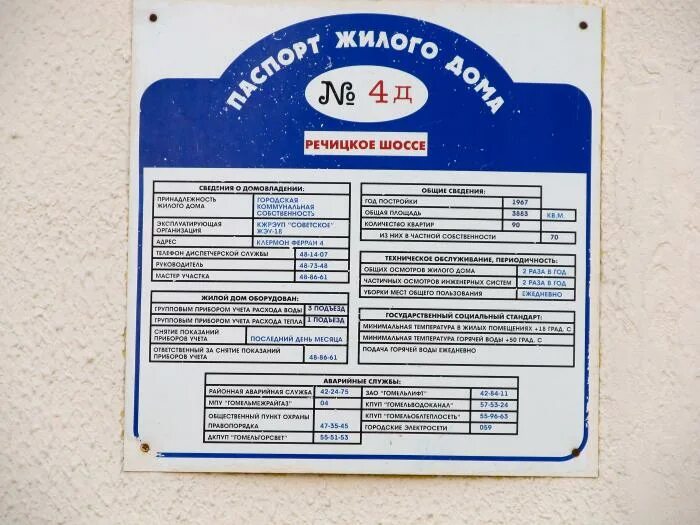 ПАСПОРТ ЖИЛОГО ДОМА
№ 4д
РЕЧИЦКОЕ ШОССЕ
СВЕДЕНИЯ О ДОМОВЛАДЕНИИ:
ПРИНАДЛЕЖНОСТЬ ЖИЛОГО ДОМА ГОРОДСКАЯ КОММУНАЛЬНАЯ СОБСТВЕННОСТЬ
ЭКСПЛУАТИРУЮЩАЯ ОРГАНИЗАЦИЯ КЖРЭУП "СОВЕТСКОЕ" ЖЭУ-18
АДРЕС КЛЕРМОН ФЕРРАН 4
ТЕЛЕФОН ДИСПЕТЧЕРСКОЙ СЛУЖБЫ 48-14-07
РУКОВОДИТЕЛЬ 48-73-48
МАСТЕР УЧАСТКА 48-86-61
ЖИЛОЙ ДОМ ОБОРУДОВАН:
ГРУППОВЫМ ПРИБОРОМ УЧЕТА РАСХОДА ВОДЫ 3 ПОДЪЕЗД
ГРУППОВЫМ ПРИБОРОМ УЧЕТА РАСХОДА ТЕПЛА 1 ПОДЪЕЗД
СНЯТИЕ ПОКАЗАНИЙ ПРИБОРОВ УЧЕТА ПОСЛЕДНИЙ ДЕНЬ МЕСЯЦА
ОТВЕТСТВЕННЫЙ ЗА СНЯТИЕ ПОКАЗАНИЙ ПРИБОРОВ УЧЕТА 48-86-61
ОБЩИЕ СВЕДЕНИЯ:
ГОД ПОСТРОЙКИ 1967
ОБЩАЯ ПЛОЩАДЬ 3883 КВ.М.
КОЛИЧЕСТВО КВАРТИР 90
ИЗ НИХ В ЧАСТНОЙ СОБСТВЕННОСТИ 70
ТЕХНИЧЕСКОЕ ОБСЛУЖИВАНИЕ, ПЕРИОДИЧНОСТЬ:
ОБЩИХ ОСМОТРОВ ЖИЛОГО ДОМА 2 РАЗА В ГОД
ЧАСТИЧНЫХ ОСМОТРОВ ИНЖЕНЕРНЫХ СИСТЕМ 2 РАЗА В ГОД
УБОРКИ МЕСТ ОБЩЕГО ПОЛЬЗОВАНИЯ ЕЖЕДНЕВНО
ГОСУДАРСТВЕННЫЙ СОЦИАЛЬНЫЙ СТАНДАРТ:
МИНИМАЛЬНАЯ ТЕМПЕРАТУРА В ЖИЛЫХ ПОМЕЩЕНИЯХ +18 ГРАД. С
МИНИМАЛЬНАЯ ТЕМПЕРАТУРА ГОРЯЧЕЙ ВОДЫ +50 ГРАД. С
ПОДАЧА ГОРЯЧЕЙ ВОДЫ ЕЖЕДНЕВНО
АВАРИЙНЫЕ СЛУЖБЫ:
РАЙОННАЯ АВАРИЙНАЯ СЛУЖБА 42-24-75
МПУ "ГОМЕЛЬМЕЖРАЙГАЗ" 04
ОБЩЕСТВЕННЫЙ ПУНКТ ОХРАНЫ ПРАВОПОРЯДКА 47-35-45
ДКПУП "ГОМЕЛЬГОРСВЕТ" 55-51-53
ЗАО "ГОМЕЛЬЛИФТ" 42-84-11
КПУП "ГОМЕЛЬВОДОКАНАЛ" 57-53-24
КПУП "ГОМЕЛЬОБЛТЕПЛОСЕТЬ" 55-96-63
ГОРОДСКИЕ ЭЛЕКТРОСЕТИ 059